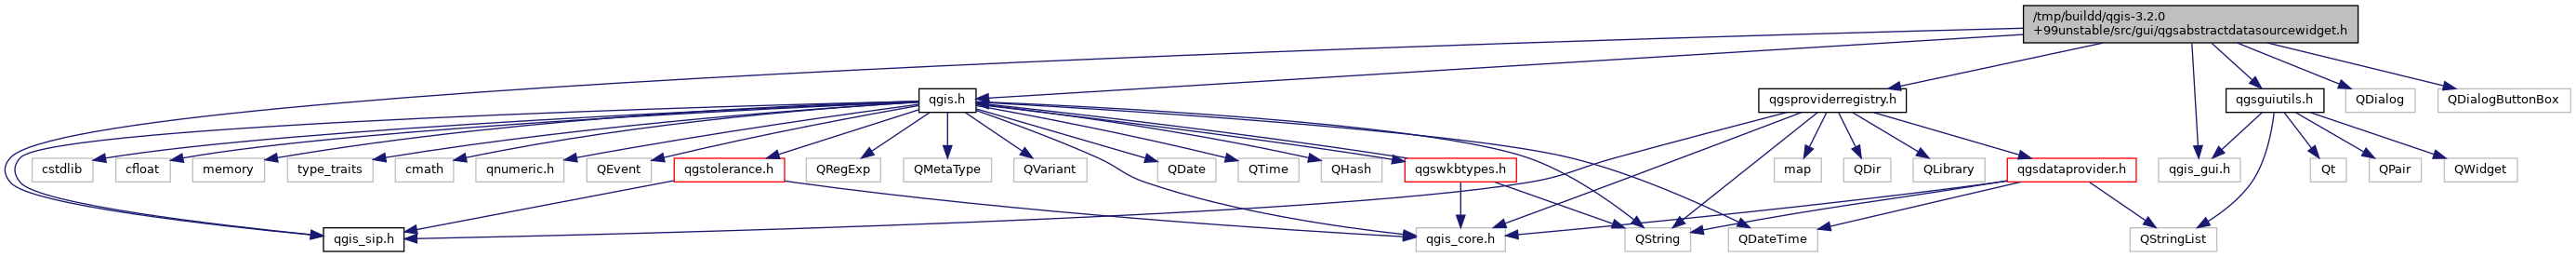 /tmp/buildd/qgis-3.2.0
+99unstable/src/gui/qgsabstractdatasourcewidget.h
qgis.h
qgsproviderregistry.h
qgsguiutils.h
QDialog
QDialogButtonBox
cstdlib
cfloat
memory
type_traits
cmath
qnumeric.h
QEvent
qgstolerance.h
QRegExp
QMetaType
QVariant
QDate
QTime
QHash
qgswkbtypes.h
map
QDir
QLibrary
qgsdataprovider.h
qgis_gui.h
Qt
QPair
QWidget
qgis_sip.h
qgis_core.h
QString
QDateTime
QStringList